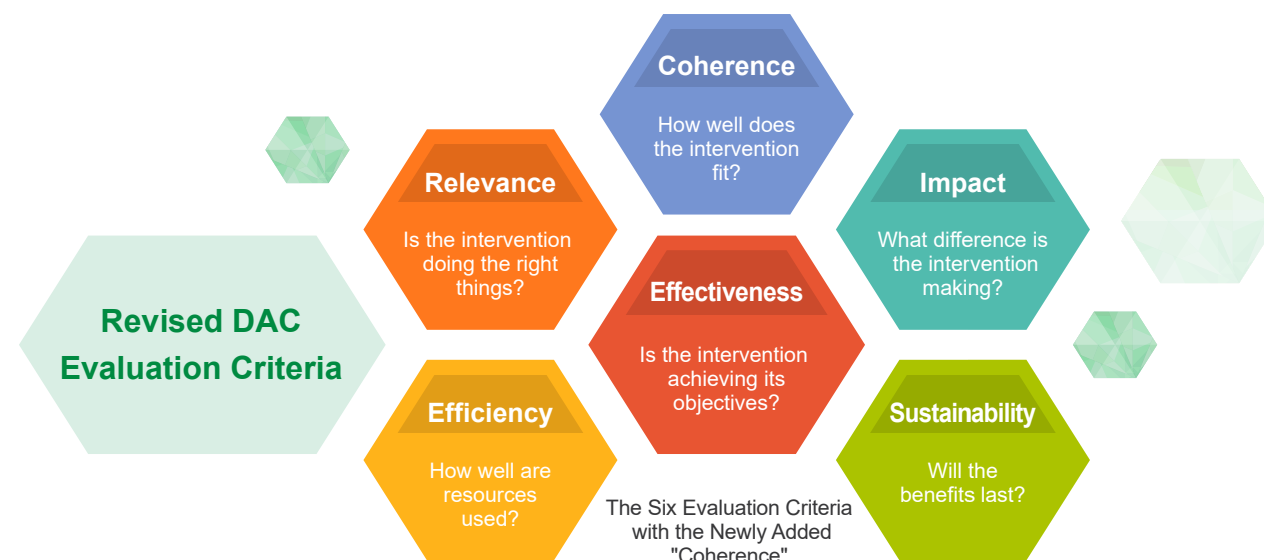 Coherence
How well does
the intervention
fit?
Relevance
Is the intervention
doing the right
things?
Impact
What difference is
the intervention
making?
Revised DAC
Evaluation Criteria
Effectiveness
Is the intervention
achieving its
objectives?
Efficiency
How well are
resources
used?
Sustainability
Will the
benefits last?
The Six Evaluation Criteria
with the Newly Added
"Coherence"